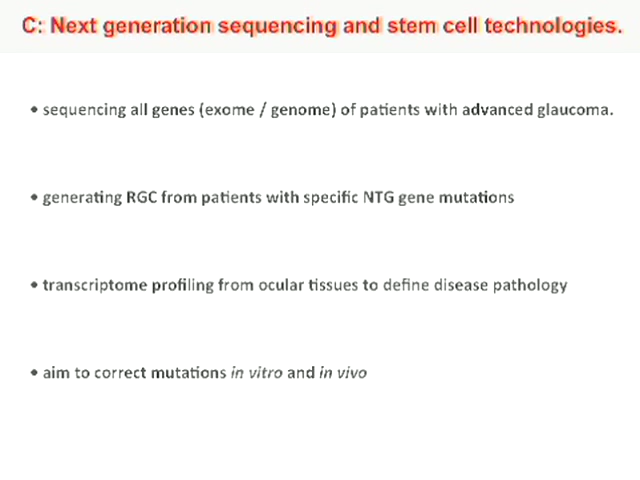 C: Next generation sequencing and stem cell technologies.
• sequencing all genes (exome / genome) of patients with advanced glaucoma.
• generating RGC from patients with specific NTG gene mutations
• transcriptome profiling from ocular tissues to define disease pathology
• aim to correct mutations in vitro and in vivo